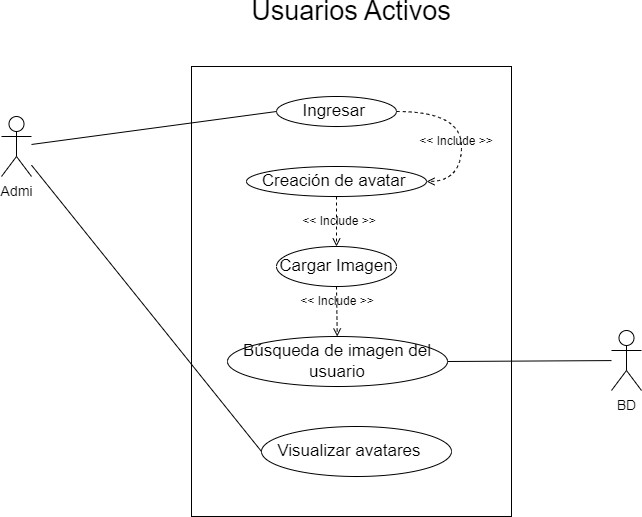 Usuarios Activos
Ingresar
<< Include >>
Creación de avatar
Admi
<< Include >>
Cargar Imagen
<< Include >>
Búsqueda de imagen del
usuario
BD
Visualizar avatares